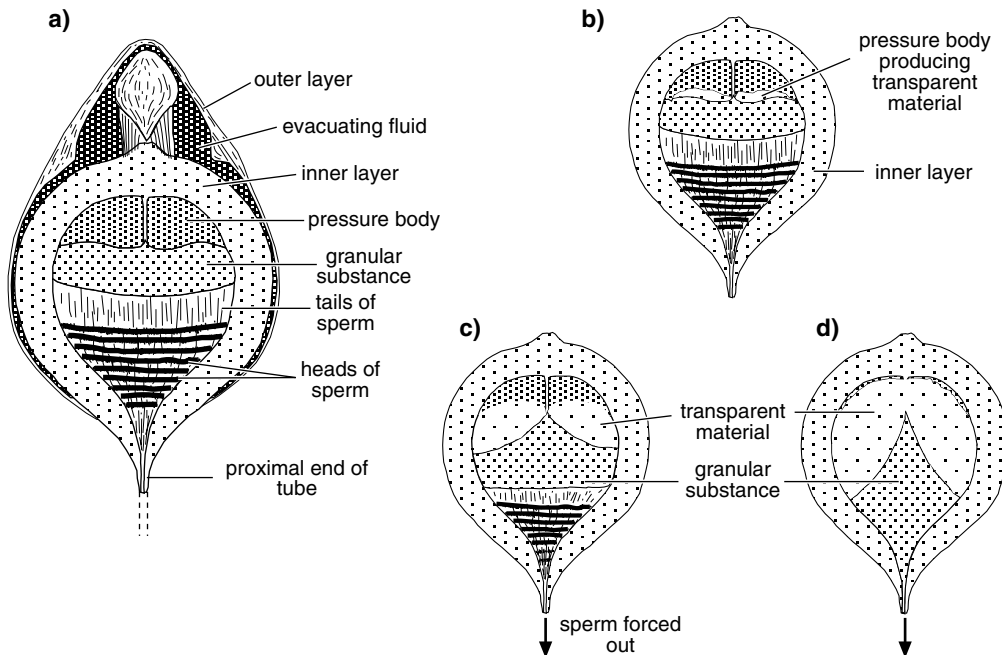 a)
outer layer
evacuating fluid
inner layer
pressure body
granular
substance
tails of
sperm
heads of
sperm
proximal end of
tube
b)
pressure body
producing
transparent
material
inner layer
c)
d)
transparent
material
granular
substance
sperm forced
out